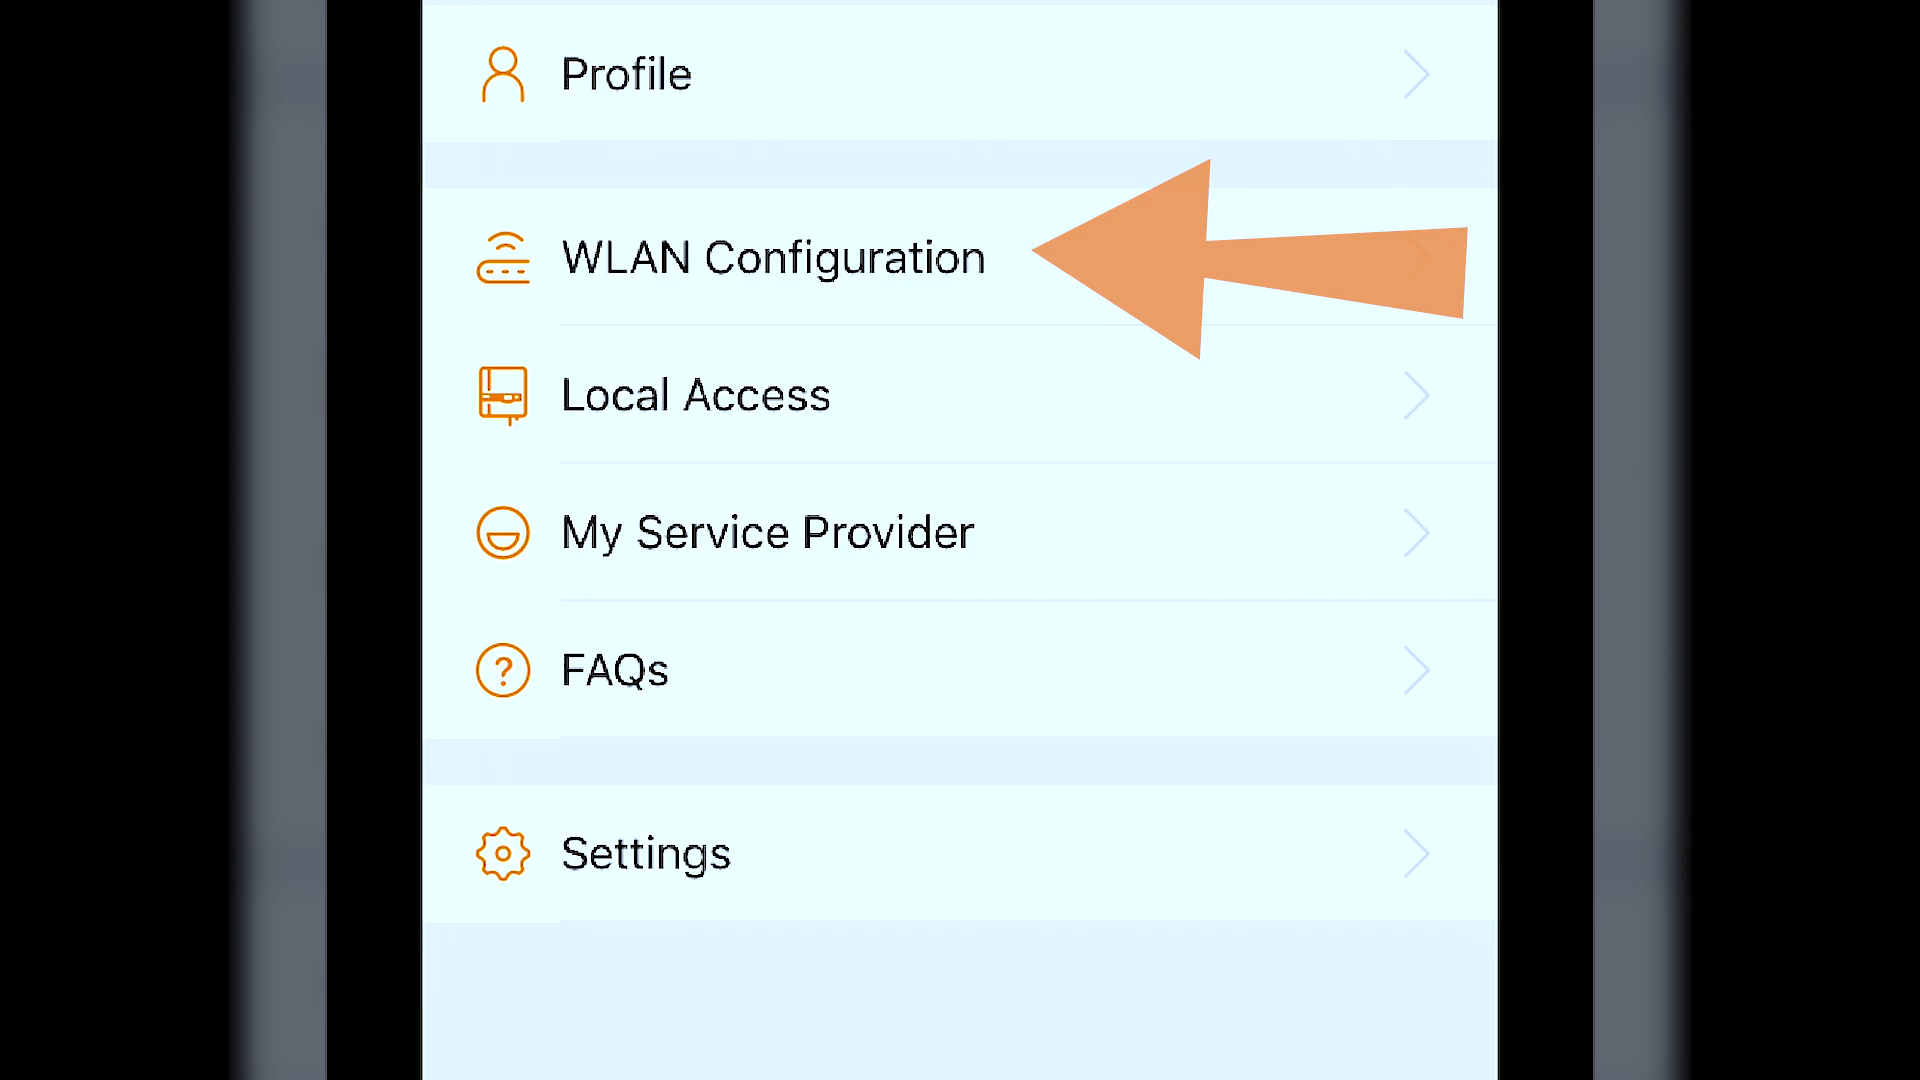 Profile
WLAN Configuration
Local Access
My Service Provider
FAQs
Settings